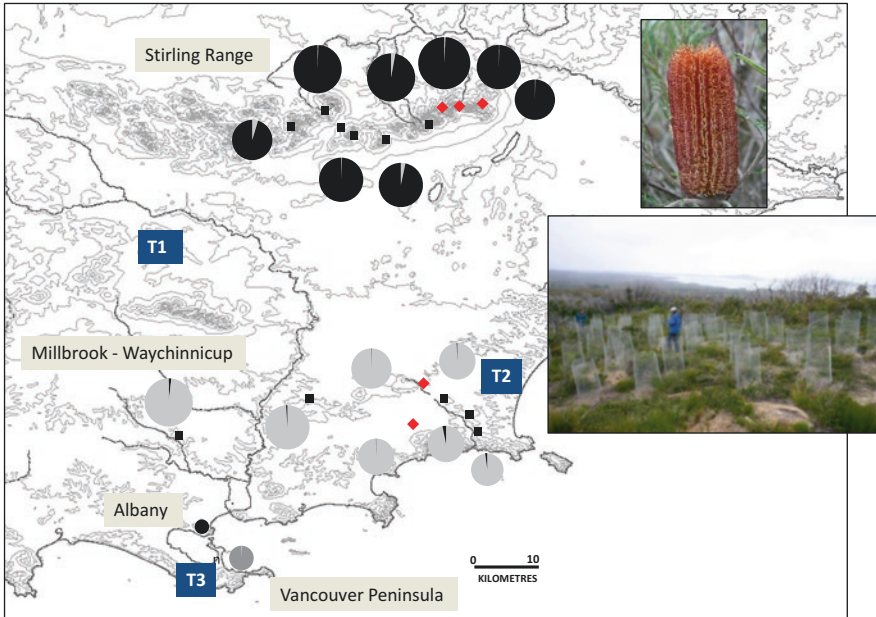 Stirling Range
T1
Millbrook - Waychinnicup
T2
Albany
T3
Vancouver Peninsula
0 10
KILOMETRES